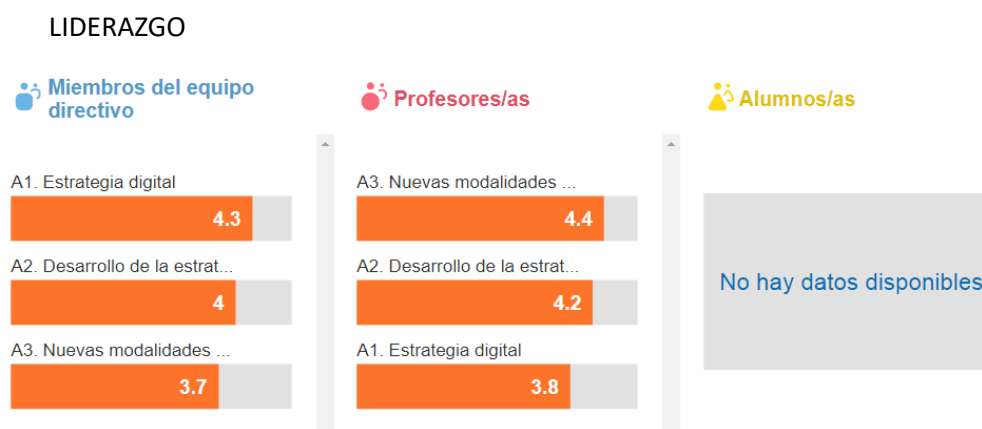 LIDERAZGO
Miembros del equipo
directivo
A1. Estrategia digital
4.3
A2. Desarrollo de la estrat...
4
A3. Nuevas modalidades ...
3.7
Profesores/as
A3. Nuevas modalidades ...
4.4
A2. Desarrollo de la estrat...
4.2
A1. Estrategia digital
3.8
Alumnos/as
No hay datos disponibles